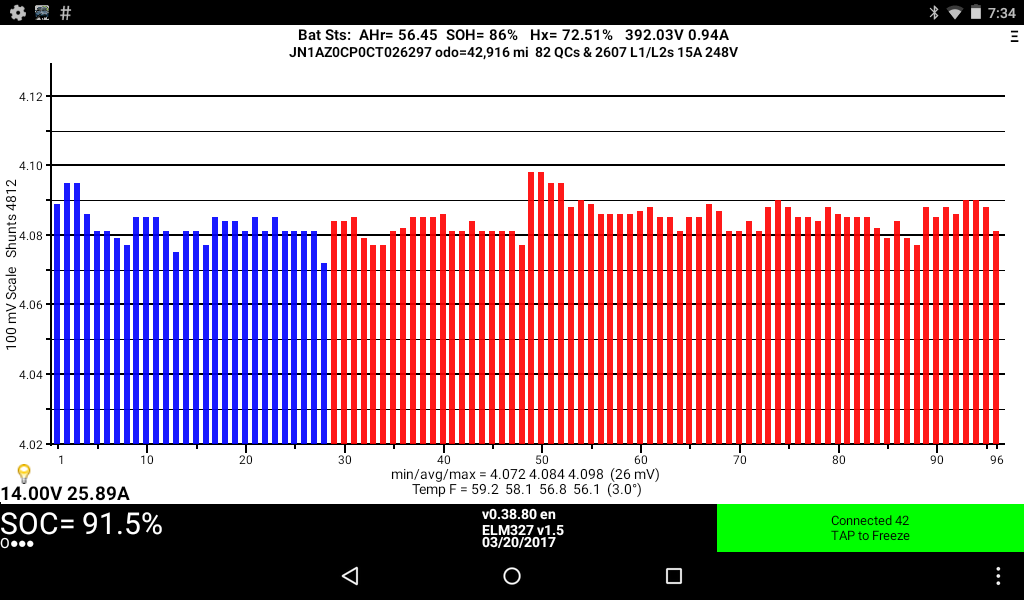 7:34
Bat Sts: AHr= 56.45 SOH= 86% Hx= 72.51% 392.03V 0.94A
JN1AZ0CP0CT026297 odo=42,916 mi 82 QCs & 2607 L1/L2s 15A 248V
100 mV Scale Shunts 4812
4.12
4.10
4.08
4.06
4.04
4.02
1 10 20 30 40 50 60 70 80 90 96
min/avg/max = 4.072 4.084 4.098 (26 mV)
Temp F = 59.2 58.1 56.8 56.1 (3.0°)
14.00V 25.89A
SOC= 91.5%
v0.38.80 en
ELM327 v1.5
03/20/2017
Connected 42
TAP to Freeze